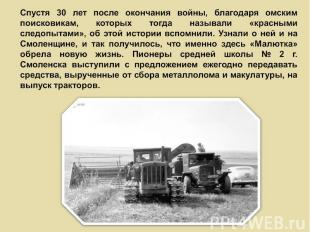 Спустя 30 лет после окончания войны, благодаря омским
поисковикам, которых тогда называли «красными
следопытами», об этой истории вспомнили. Узнали о ней и на
Смоленщине, и так получилось, что именно здесь «Малютка»
обрела новую жизнь. Пионеры средней школы № 2 г.
Смоленска выступили с предложением ежегодно передавать
средства, вырученные от сбора металлолома и макулатуры, на
выпуск тракторов.
PPt4WEB.ru